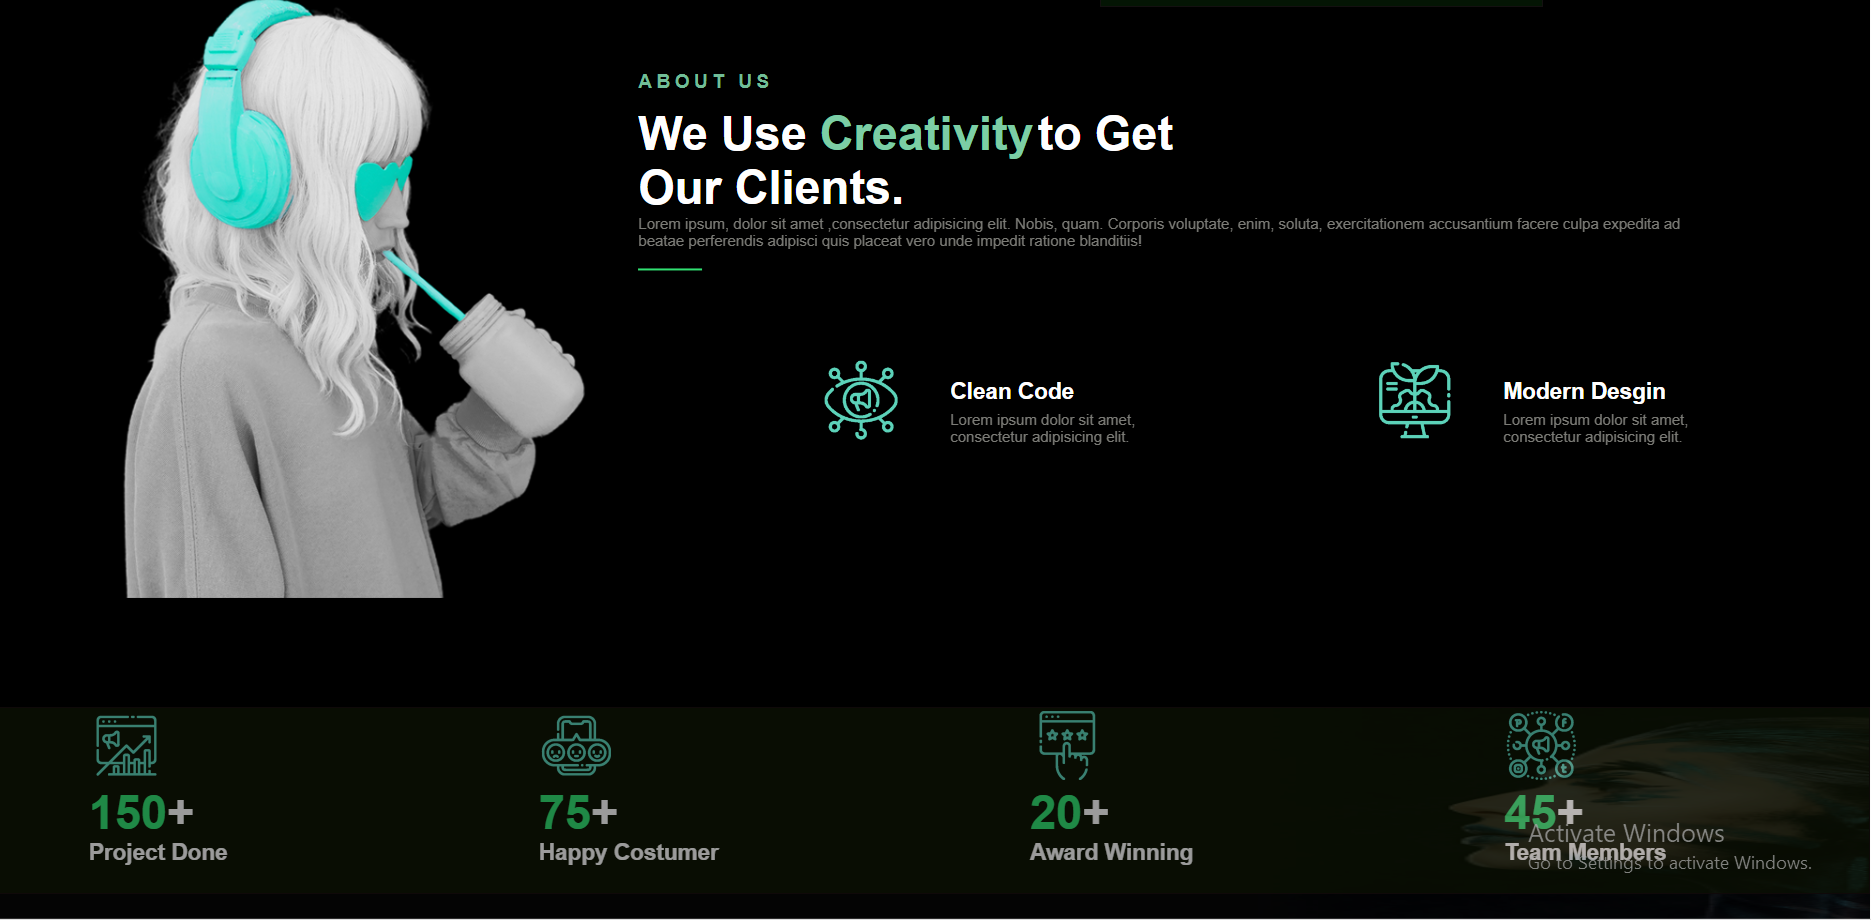 ABOUT US
We Use Creativity to Get
Our Clients.
Lorem ipsum, dolor sit amet ,consectetur adipisicing elit. Nobis, quam. Corporis voluptate, enim, soluta, exercitationem accusantium facere culpa expedita ad
beatae perferendis adipisci quis placeat vero unde impedit ratione blanditiis!
Clean Code
Lorem ipsum dolor sit amet,
consectetur adipisicing elit.
Modern Desgin
Lorem ipsum dolor sit amet,
consectetur adipisicing elit.
150+
Project Done
75+
Happy Costumer
20+
Award Winning
45+
Team Members
Activate Windows
Go to Settings to activate Windows.